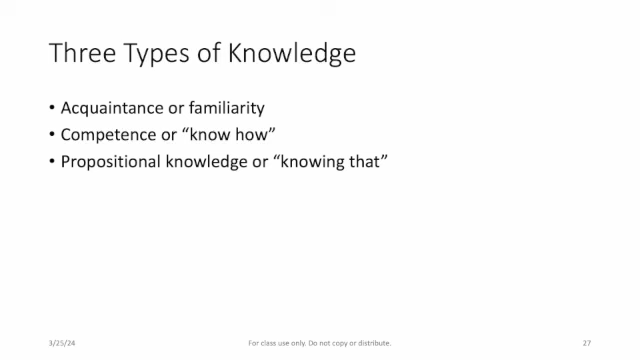 Three Types of Knowledge
• Acquaintance or familiarity
• Competence or “know how”
• Propositional knowledge or “knowing that”
3/25/24
For class use only. Do not copy or distribute.
27